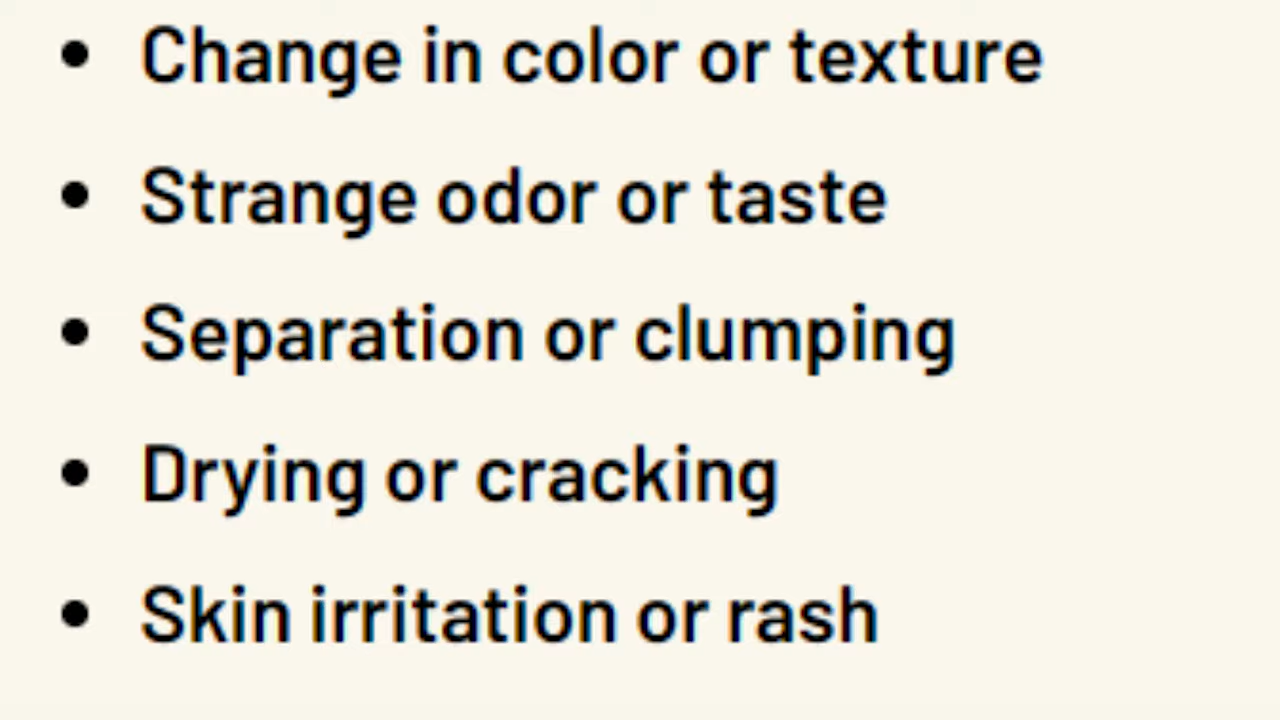 • Change in color or texture
• Strange odor or taste
• Separation or clumping
• Drying or cracking
• Skin irritation or rash